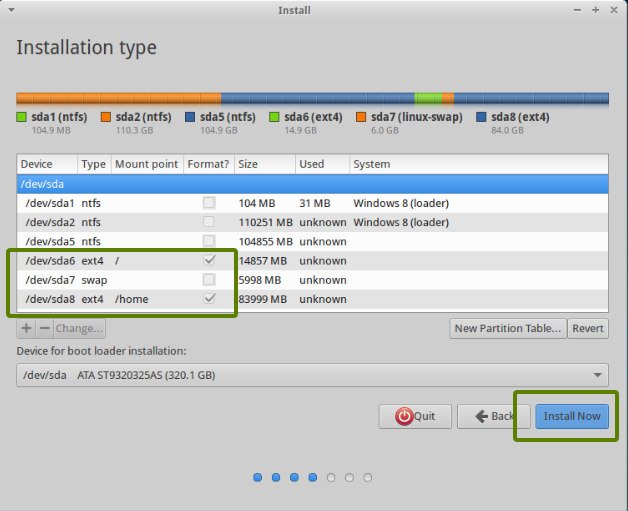 Install
Installation type
sda1 (ntfs) sda2 (ntfs) sda5 (ntfs) sda6 (ext4) sda7 (linux-swap) sda8 (ext4)
104.9 MB 110.3 GB 104.9 GB 14.9 GB 6.0 GB 84.0 GB
Device Type Mount point Format? Size Used System
/dev/sda
/dev/sda1 ntfs 104 MB 31 MB Windows 8 (loader)
/dev/sda2 ntfs 110251 MB unknown Windows 8 (loader)
/dev/sda5 ntfs 104855 MB unknown
/dev/sda6 ext4 / 14857 MB unknown
/dev/sda7 swap 5998 MB unknown
/dev/sda8 ext4 /home 83999 MB unknown
+ − Change... New Partition Table... Revert
Device for boot loader installation:
/dev/sda ATA ST9320325AS (320.1 GB)
Quit Back Install Now